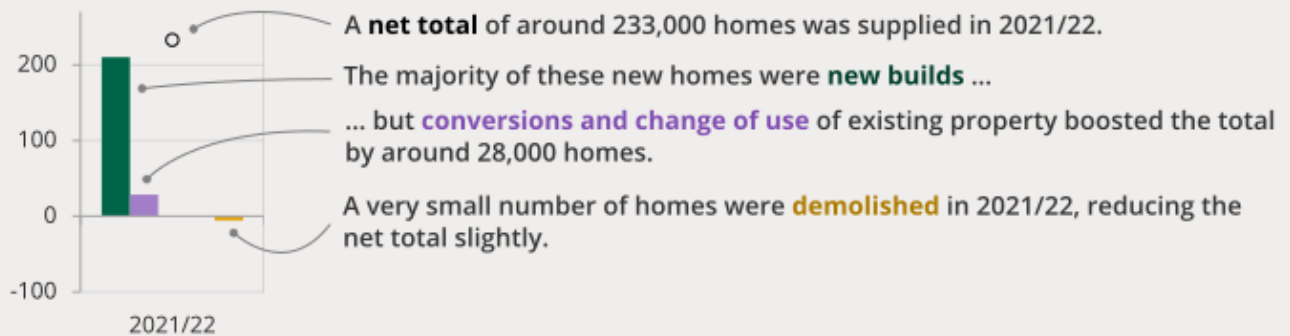 A net total of around 233,000 homes was supplied in 2021/22.
200
The majority of these new homes were new builds ...
... but conversions and change of use of existing property boosted the total
100
by around 28,000 homes.
A very small number of homes were demolished in 2021/22, reducing the
0
net total slightly.
-100
2021/22